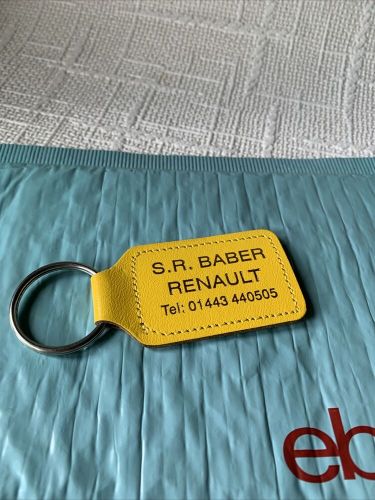 S.R. BABER
RENAULT
Tel: 01443 440505
eb